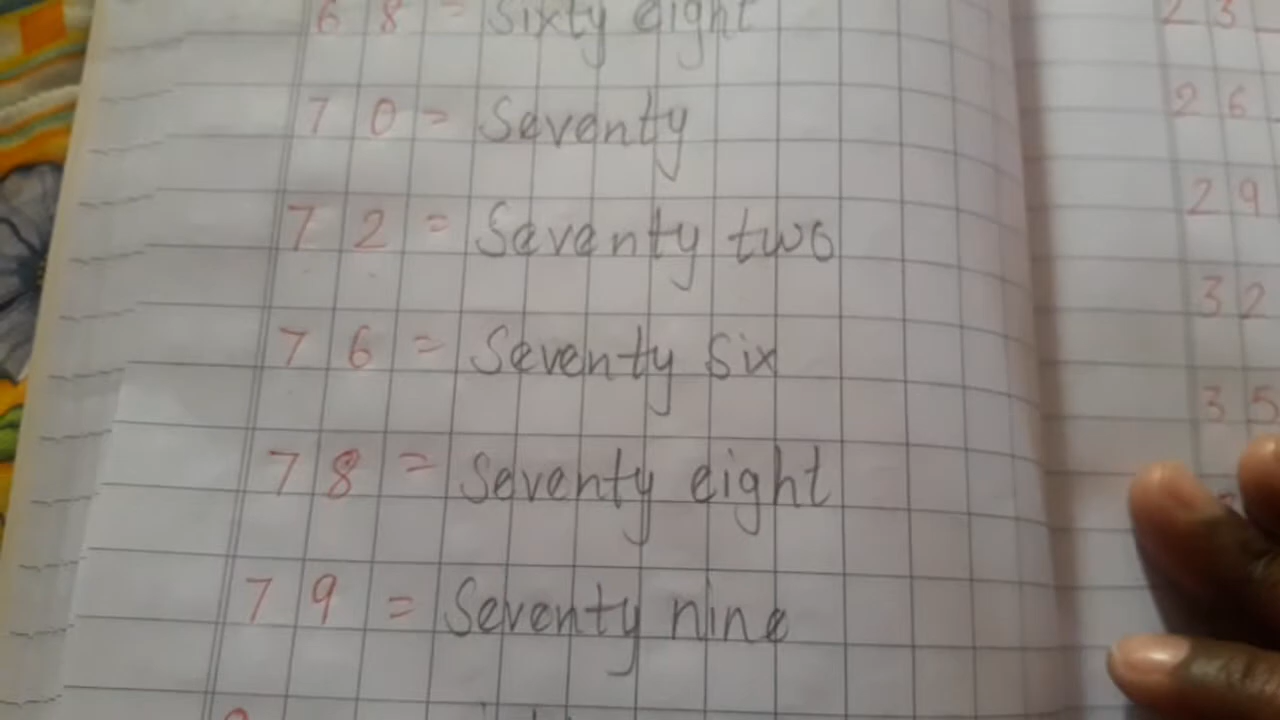 68 = Sixty eight
70 = Seventy
72 = Seventy two
76 = Seventy six
78 = Seventy eight
79 = Seventy nine
23
26
29
32
35